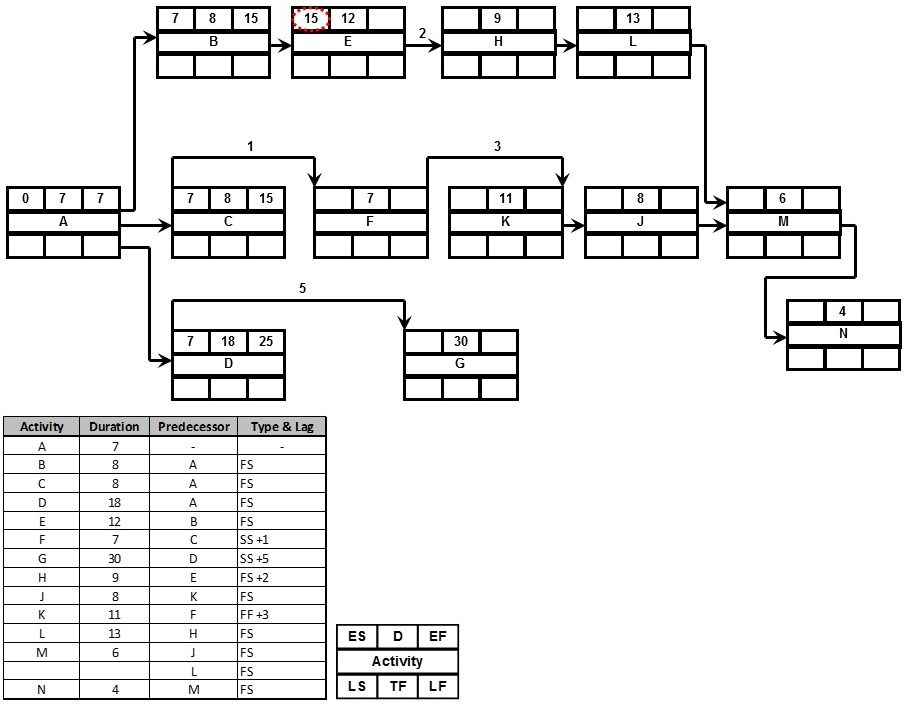 7 8 15
B
15 12
E
2
9
H
13
L
1
3
0 7 7
A
7 8 15
C
7
F
11
K
8
J
6
M
5
4
N
7 18 25
D
30
G
Activity Duration Predecessor Type & Lag
A 7 - -
B 8 A FS
C 8 A FS
D 18 A FS
E 12 B FS
F 7 C SS +1
G 30 D SS +5
H 9 E FS +2
J 8 K FS
K 11 F FF +3
L 13 H FS
M 6 J FS
L FS
N 4 M FS
ES D EF
Activity
LS TF LF